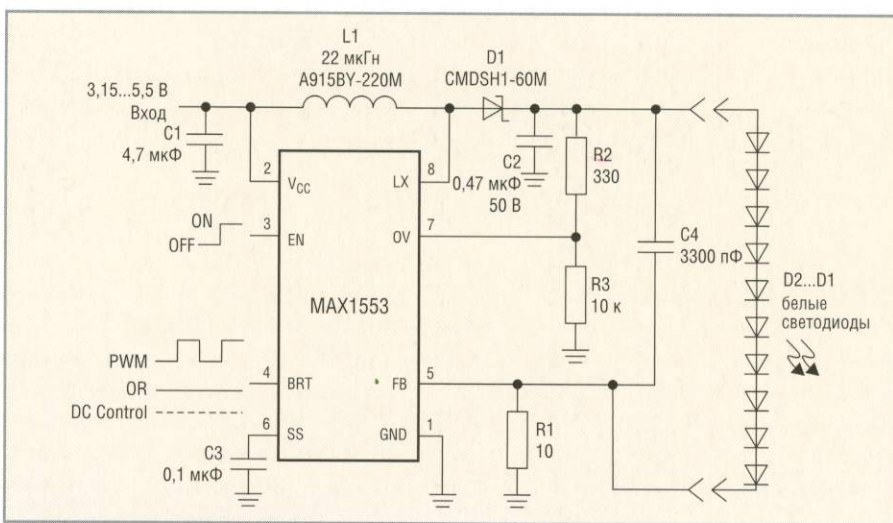 L1
22 мкГн
A915BY-220M
D1
CMDSH1-60M
3,15...5,5 В
Вход
C1
4,7 мкФ
2
VCC
LX
8
C2
0,47 мкФ
50 В
R2
330
ON
OFF
3
EN
OV
7
C4
3300 пФ
R3
10 к
MAX1553
D2...D1
белые
светодиоды
PWM
OR
DC Control
4
BRT
FB
5
6
SS
GND
1
C3
0,1 мкФ
R1
10